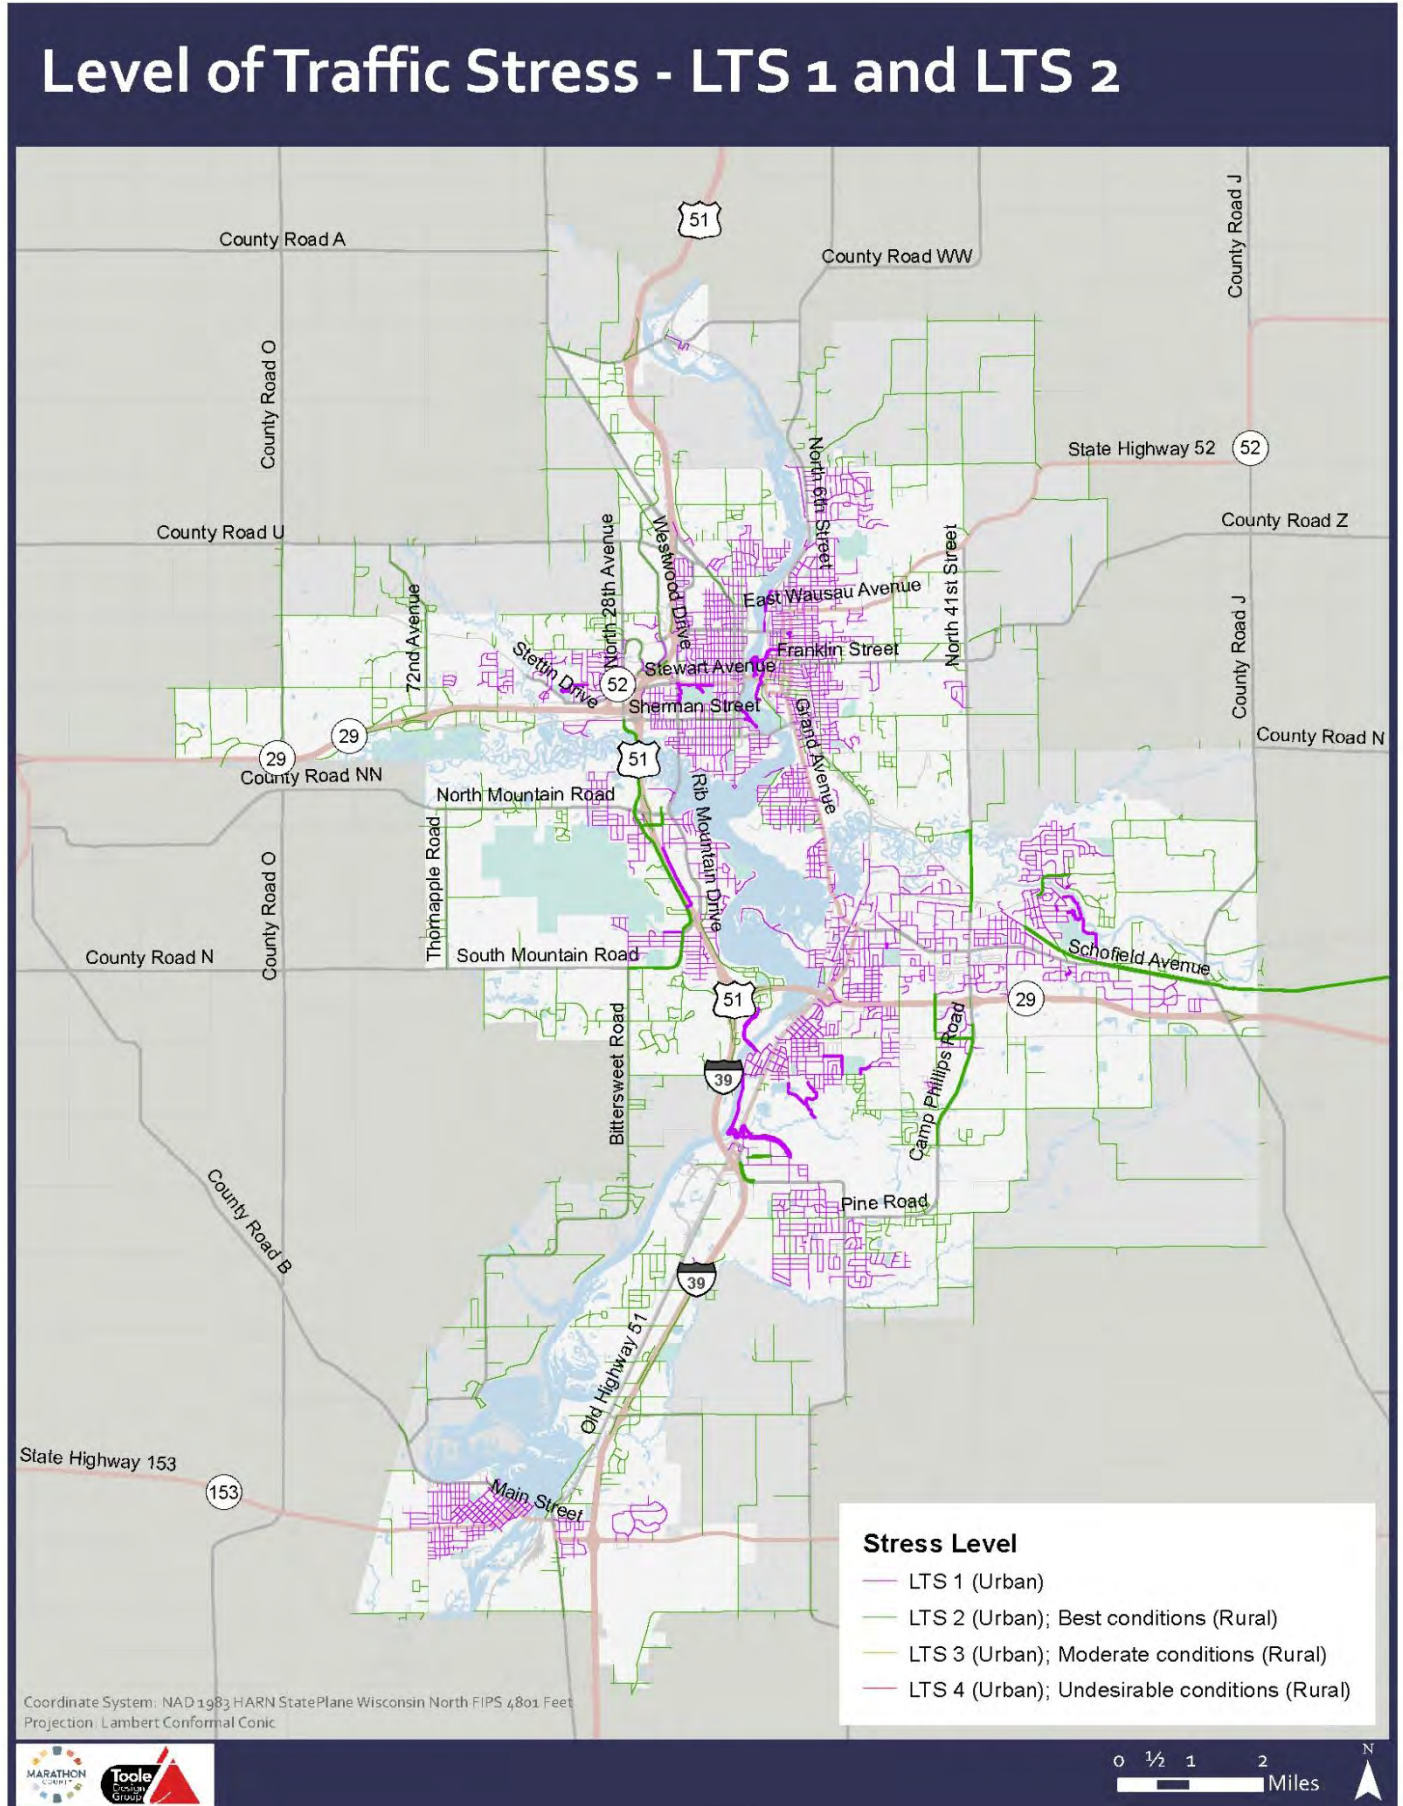 Level of Traffic Stress - LTS 1 and LTS 2
51
County Road J
County Road A
County Road WW
County Road O
North 6th Street
State Highway 52
52
County Road U
County Road Z
North 28th Avenue
Westwood Drive
North 41st Street
72nd Avenue
East Wausau Avenue
County Road J
Stettin Drive
Franklin Street
Stewart Avenue
52
Sherman Street
Grand Avenue
29
29
51
County Road N
County Road NN
North Mountain Road
Rib Mountain Drive
Thornapple Road
County Road O
County Road N
South Mountain Road
Schofield Avenue
51
29
Bittersweet Road
39
Camp Phillips Road
County Road B
Pine Road
39
Old Highway 51
State Highway 153
153
Main Street
Stress Level
LTS 1 (Urban)
LTS 2 (Urban); Best conditions (Rural)
LTS 3 (Urban); Moderate conditions (Rural)
LTS 4 (Urban); Undesirable conditions (Rural)
Coordinate System: NAD 1983 HARN StatePlane Wisconsin North FIPS 4801 Feet
Projection: Lambert Conformal Conic
MARATHON
COUNTY
Toole
Design
Group
0 ½ 1 2
Miles
N